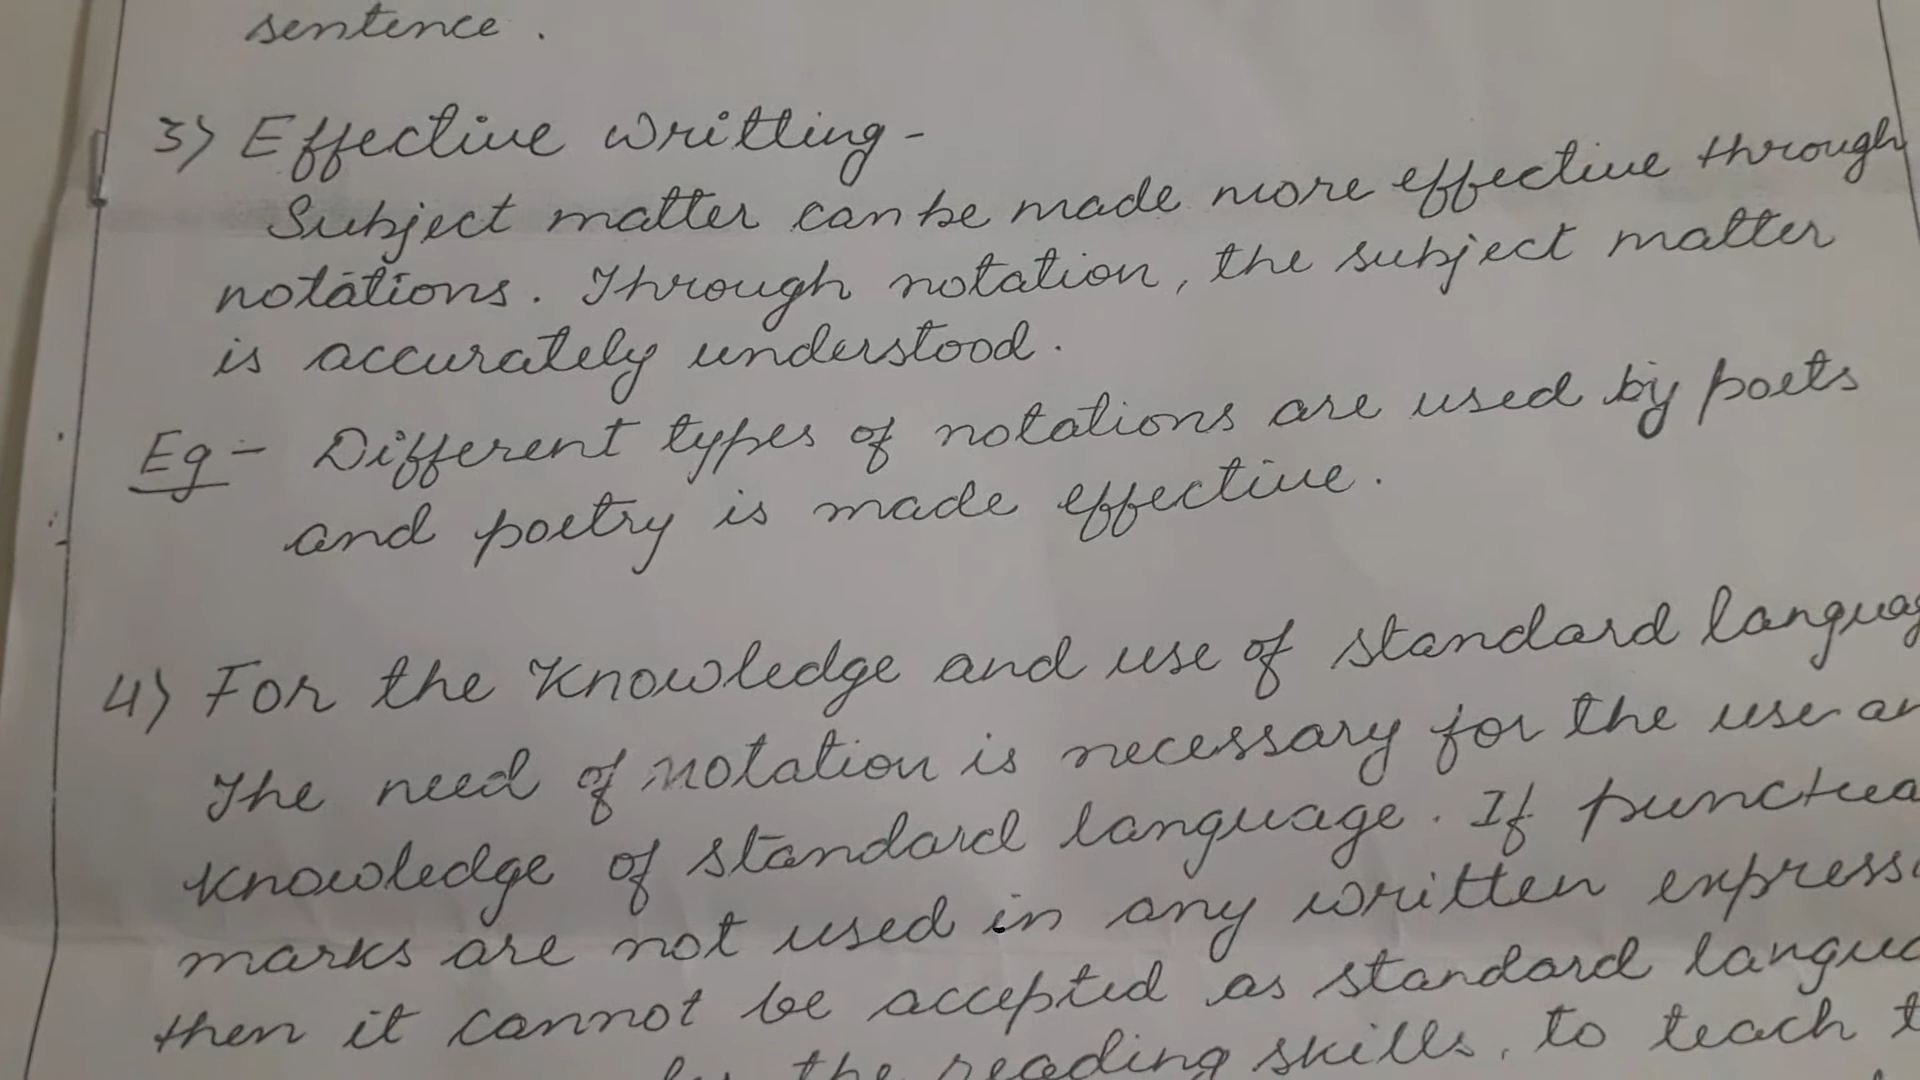 sentence.
3) Effective writting-
Subject matter can be made more effective through
notations. Through notation, the subject matter
is accurately understood.
Eg- Different types of notations are used by poets
and poetry is made effective.
4) For the Knowledge and use of standard languag
The need of notation is necessary for the use an
knowledge of standard language. If punctua
marks are not used in any written express
then it cannot be accepted as standard langua
the reading skills, to teach t